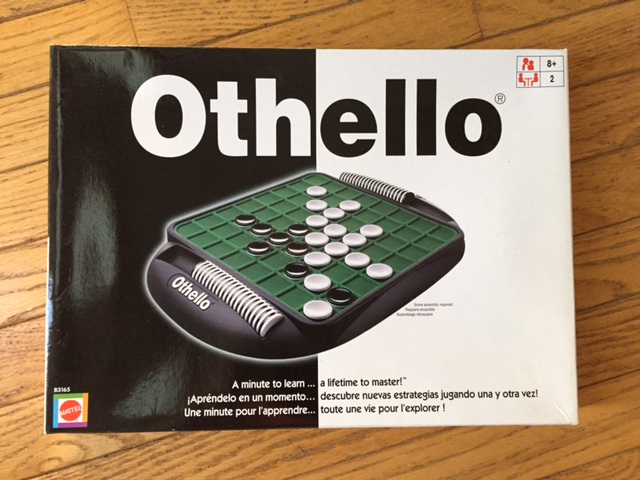 Othello®
8+
2
Othello
Some assembly required
Requiere ensamble
Assemblage nécessaire
A minute to learn ... a lifetime to master!™
¡Apréndelo en un momento... descubre nuevas estrategias jugando una y otra vez!
Une minute pour l'apprendre... toute une vie pour l'explorer !
B3165
MATTEL